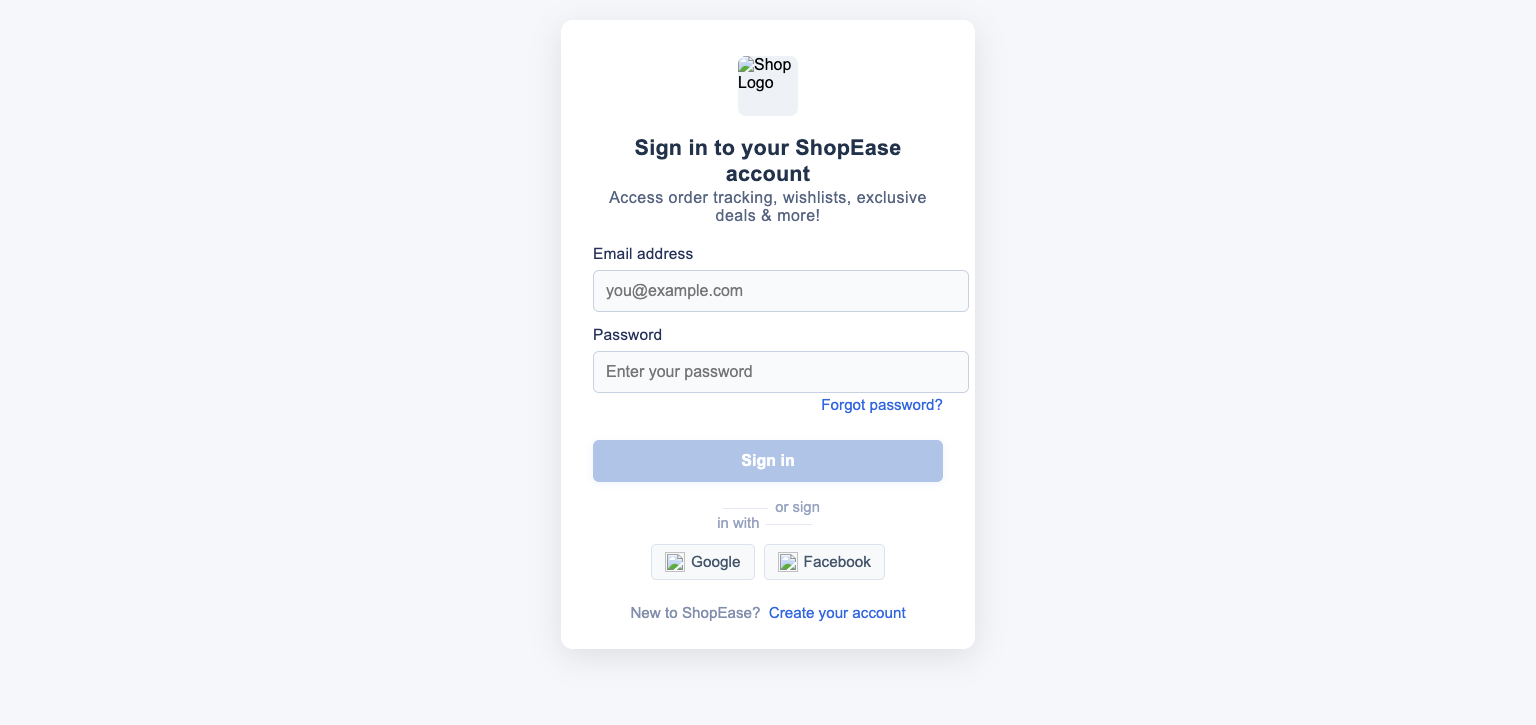 Shop
Logo
Sign in to your ShopEase
account
Access order tracking, wishlists, exclusive
deals & more!
Email address
you@example.com
Password
Enter your password
Forgot password?
Sign in
or sign
in with
Google
Facebook
New to ShopEase? Create your account